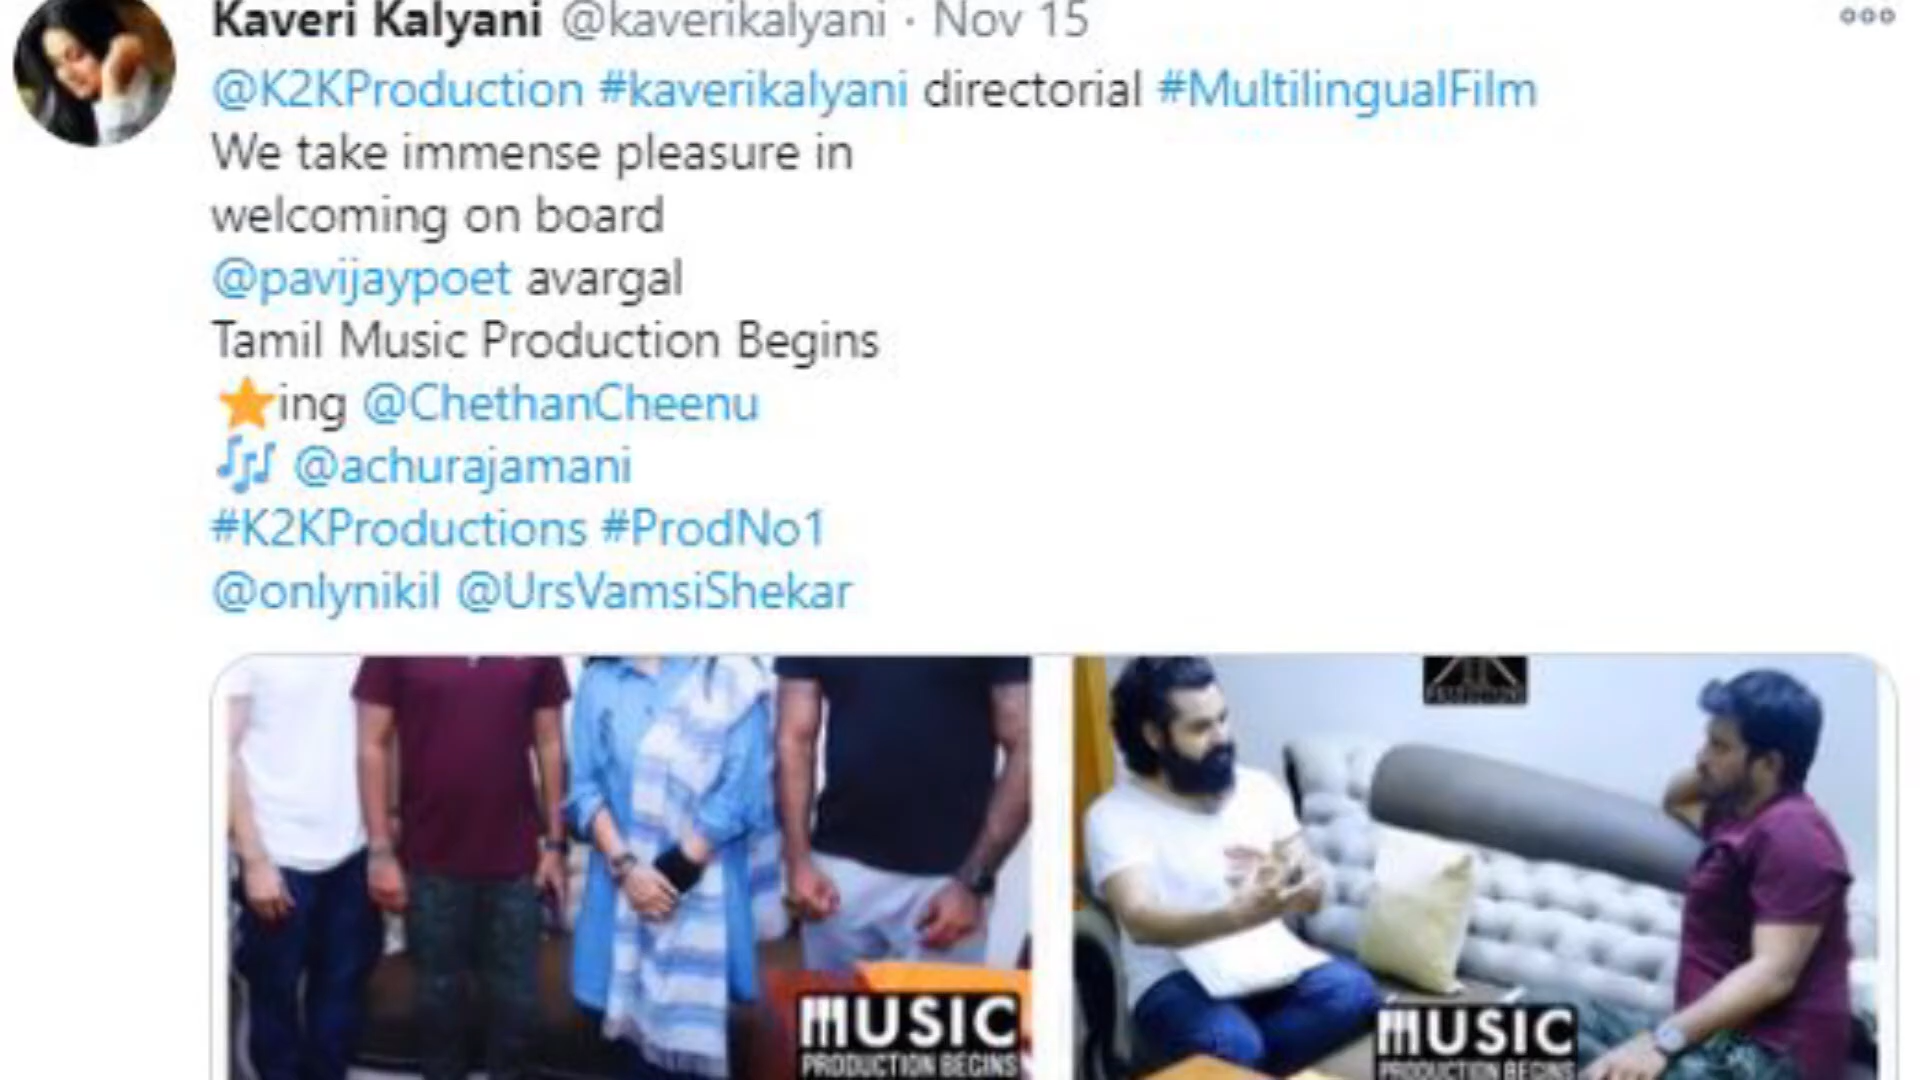 Kaveri Kalyani @kaverikalyani · Nov 15
@K2KProduction #kaverikalyani directorial #MultilingualFilm
We take immense pleasure in
welcoming on board
@pavijaypoet avargal
Tamil Music Production Begins
⭐ing @ChethanCheenu
🎶 @achurajamani
#K2KProductions #ProdNo1
@onlynikil @UrsVamsiShekar
MUSIC
PRODUCTION BEGINS
MUSIC
PRODUCTION BEGINS